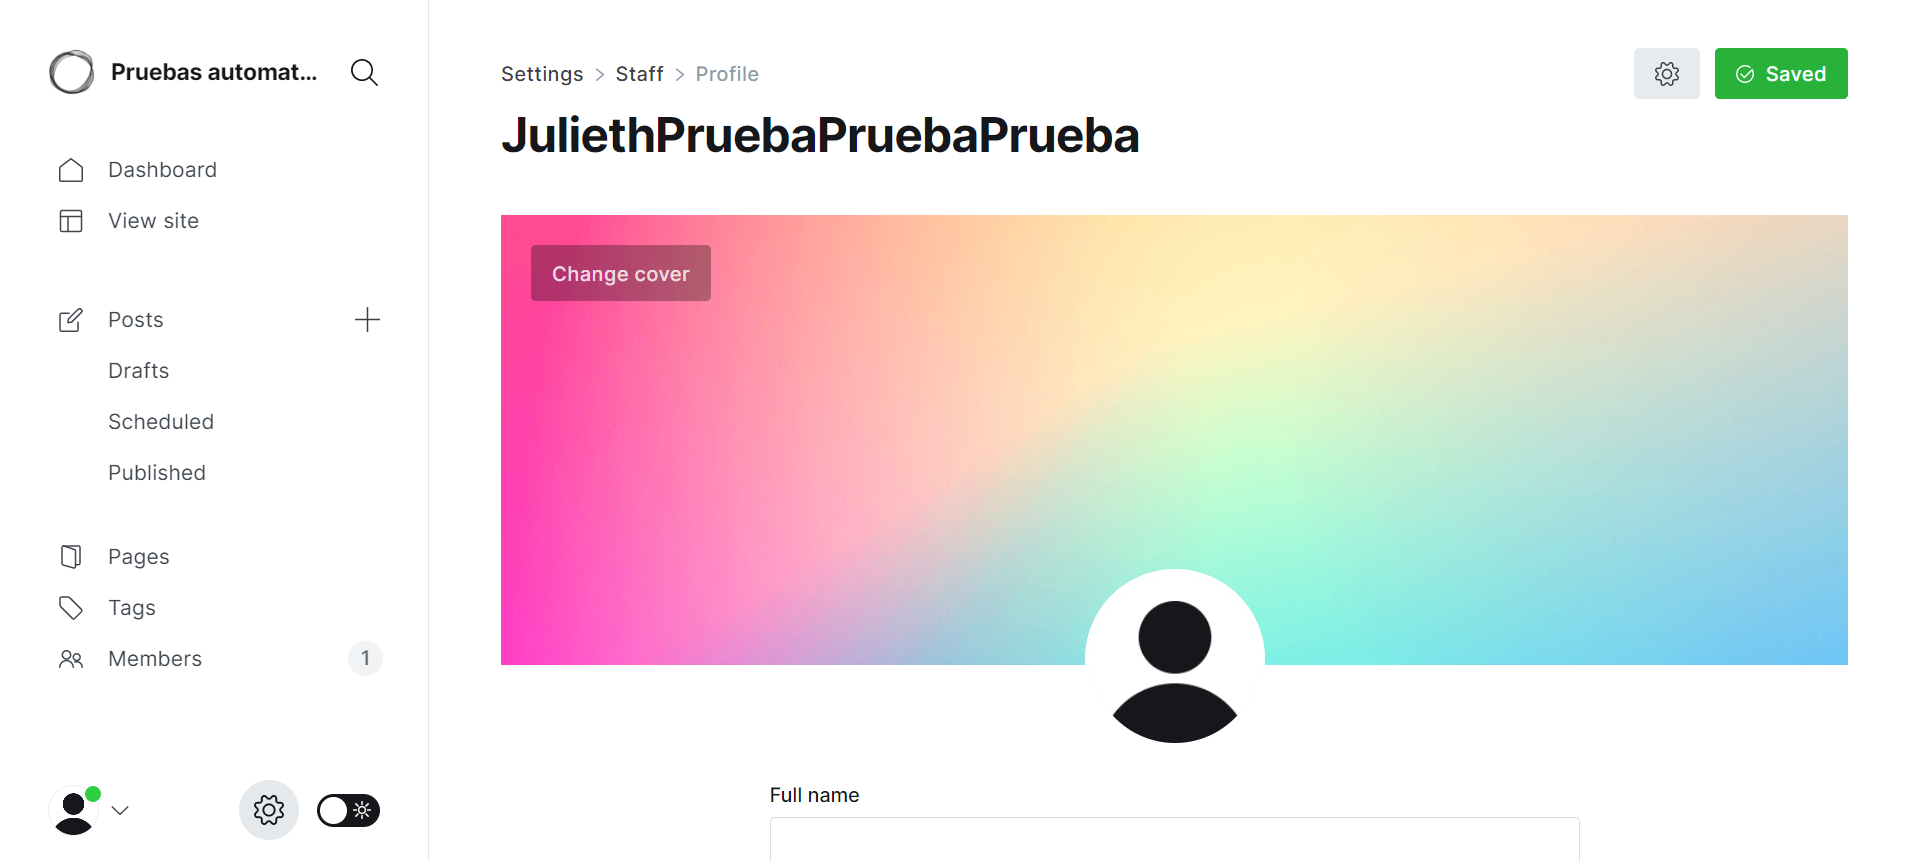 Pruebas automat...
Dashboard
View site
Posts
Drafts
Scheduled
Published
Pages
Tags
Members 1
Settings > Staff > Profile
Saved
JuliethPruebaPruebaPrueba
Change cover
Full name